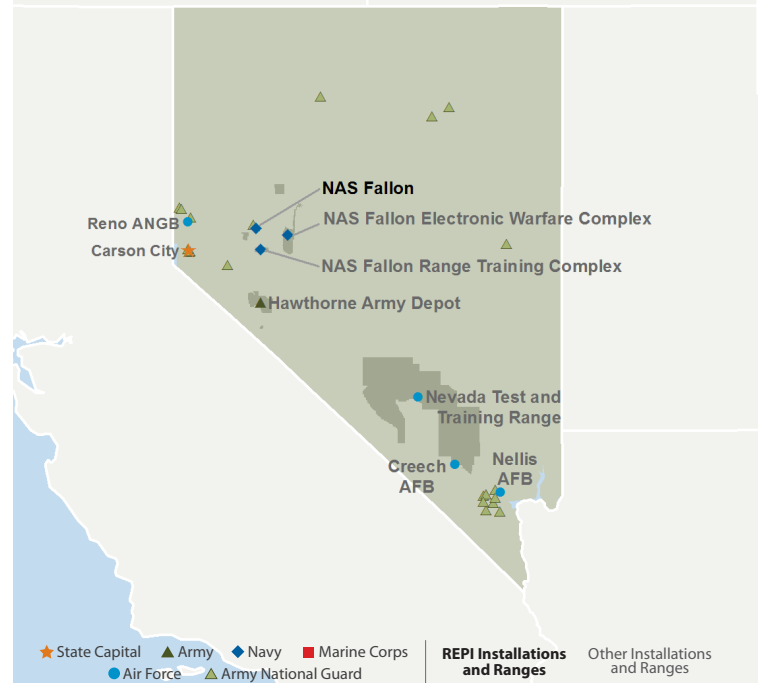 NAS Fallon
Reno ANGB
NAS Fallon Electronic Warfare Complex
Carson City
NAS Fallon Range Training Complex
Hawthorne Army Depot
Nevada Test and
Training Range
Creech
AFB
Nellis
AFB
State Capital
Army
Navy
Marine Corps
Air Force
Army National Guard
REPI Installations
and Ranges
Other Installations
and Ranges